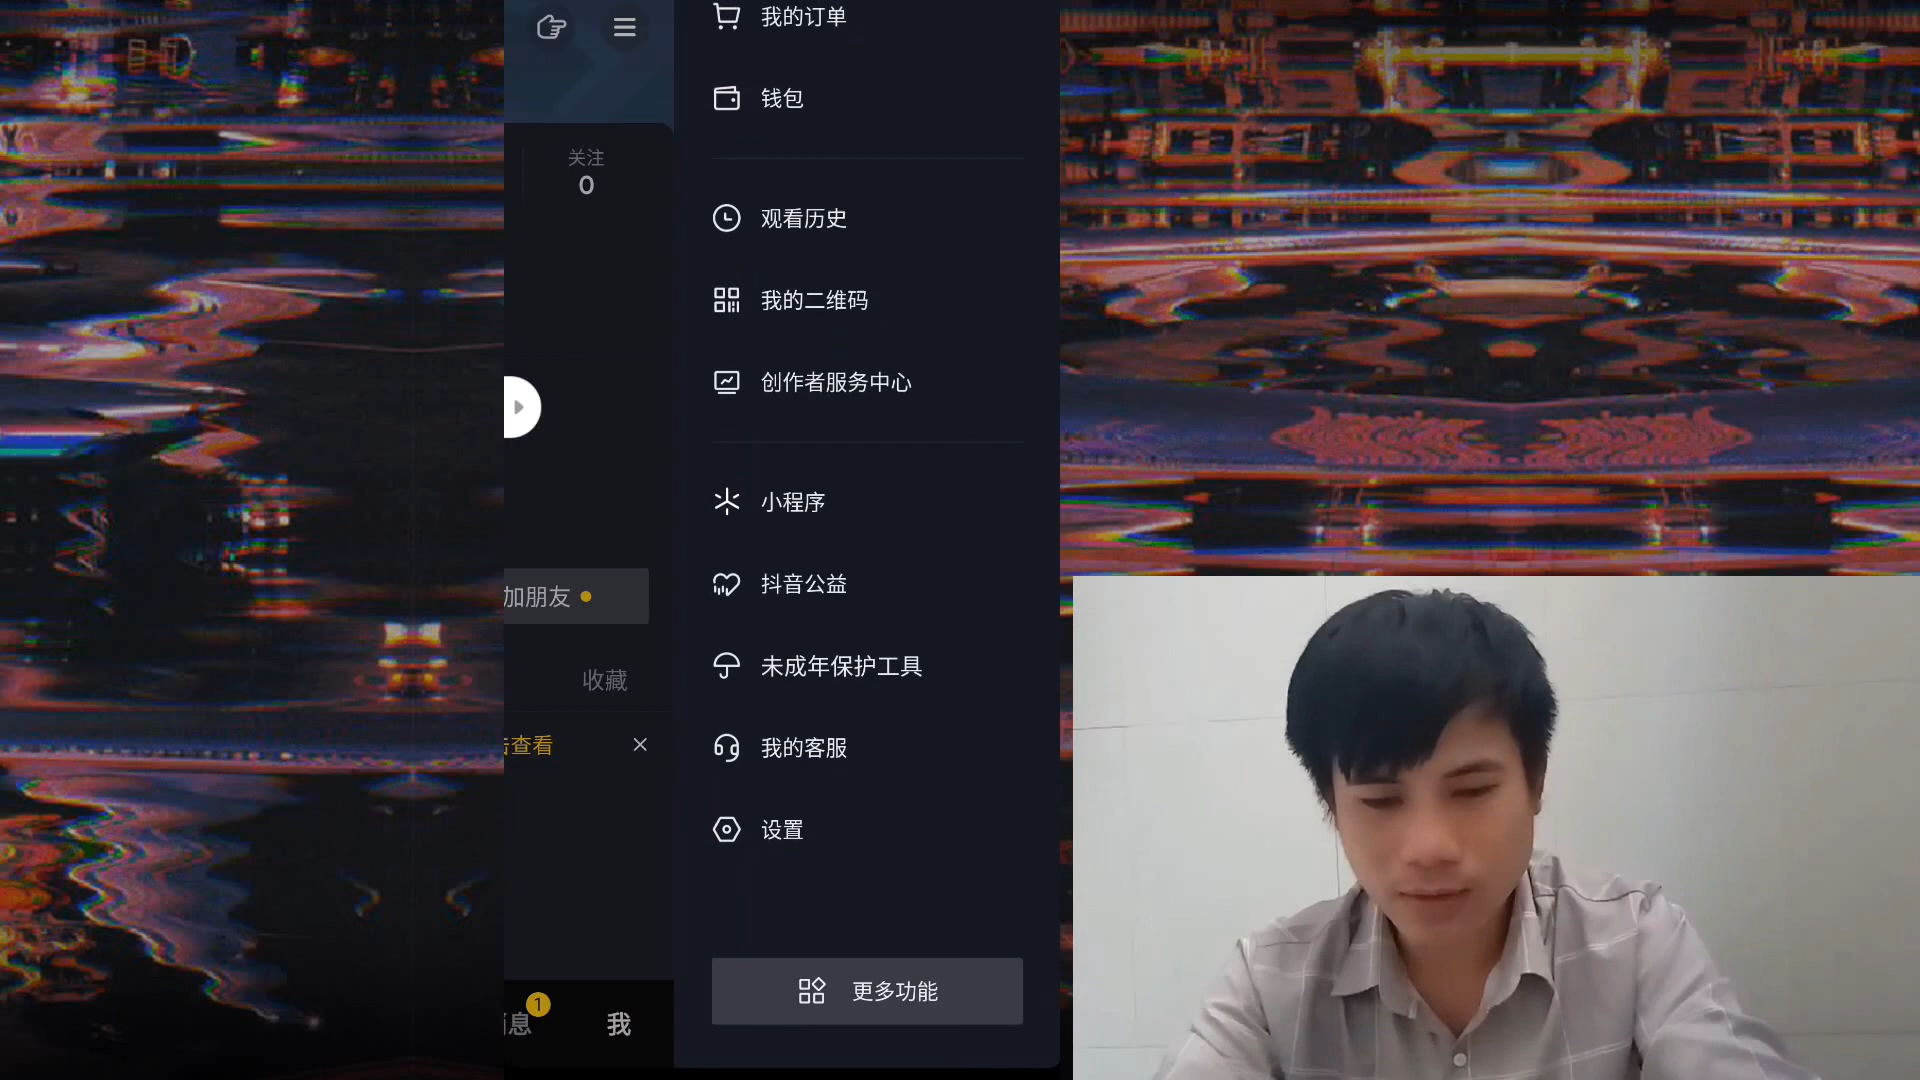 我的订单
钱包
关注
0
观看历史
我的二维码
创作者服务中心
小程序
抖音公益
加朋友
未成年保护工具
收藏
查看
我的客服
设置
更多功能
1
息
我